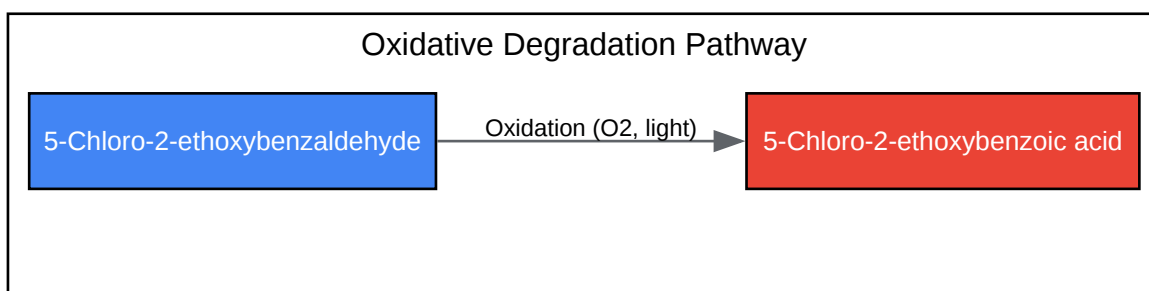 Oxidative Degradation Pathway
5-Chloro-2-ethoxybenzaldehyde
Oxidation (O2, light)
5-Chloro-2-ethoxybenzoic acid